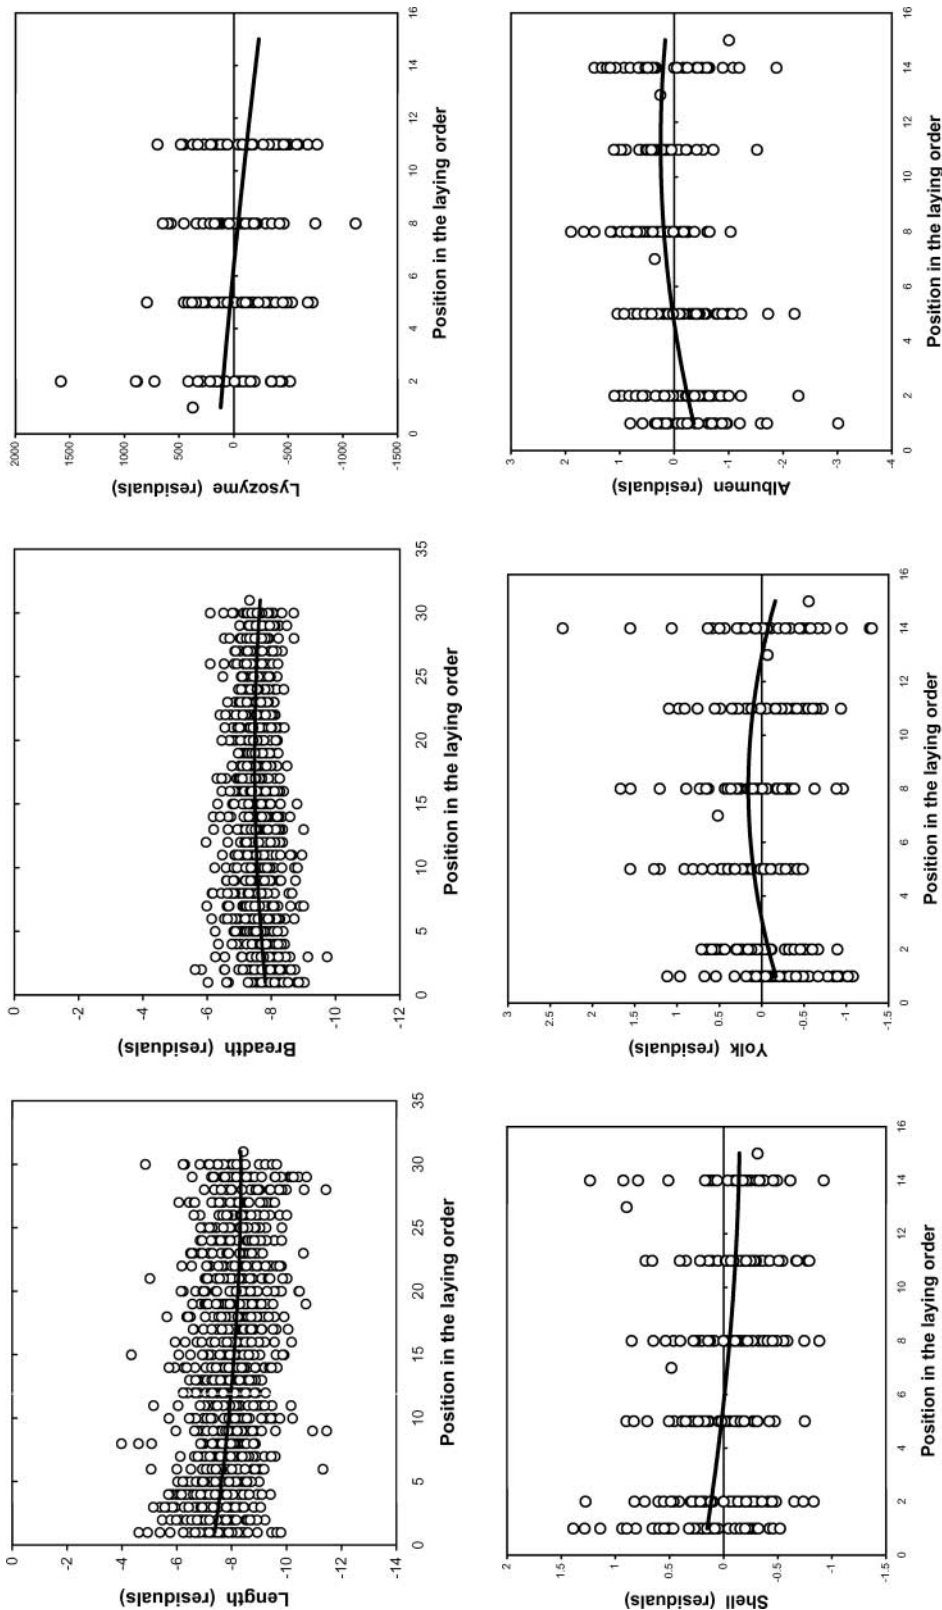 Length (residuals)
0
-2
-4
-6
-8
-10
-12
-14
0 5 10 15 20 25 30 35
Position in the laying order
Breadth (residuals)
-0
-2
-4
-6
-8
-10
-12
0 5 10 15 20 25 30 35
Position in the laying order
Lysozyme (residuals)
2000
1500
1000
500
0
-500
-1000
-1500
0 2 4 6 8 10 12 14 16
Position in the laying order
Shell (residuals)
2
1.5
1
0.5
0
-0.5
-1
-1.5
0 2 4 6 8 10 12 14 16
Position in the laying order
Yolk (residuals)
3
2.5
2
1.5
1
0.5
0
-0.5
-1
-1.5
0 2 4 6 8 10 12 14 16
Position in the laying order
Albumen (residuals)
3
2
1
0
-1
-2
-3
-4
0 2 4 6 8 10 12 14 16
Position in the laying order